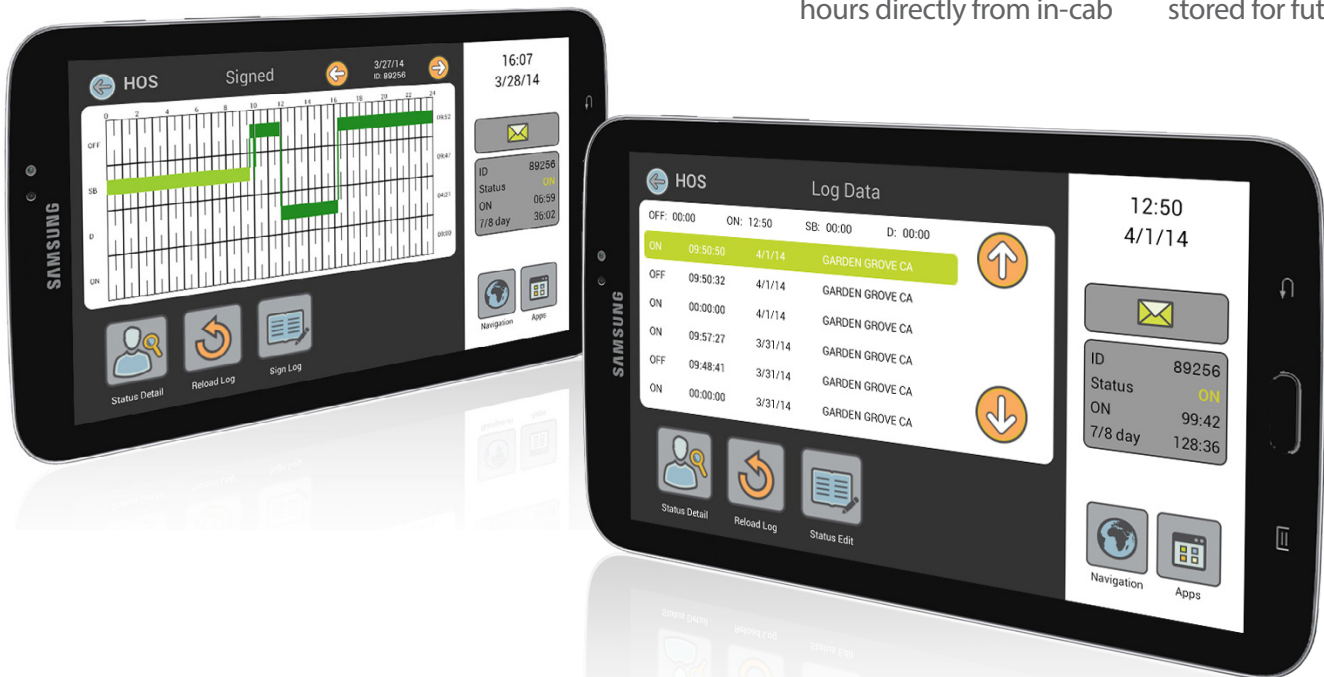 hours directly from in-cab
stored for fut
HOS Signed 3/27/14
ID: 89256
0 2 4 6 8 10 12 14 16 18 20 22 24
OFF 09:52
SB 09:47
D 04:21
ON 00:00
Status Detail Reload Log Sign Log
16:07
3/28/14
ID 89256
Status ON
ON 06:59
7/8 day 36:02
Navigation Apps
SAMSUNG
HOS Log Data
OFF: 00:00 ON: 12:50 SB: 00:00 D: 00:00
ON 09:50:50 4/1/14 GARDEN GROVE CA
OFF 09:50:32 4/1/14 GARDEN GROVE CA
ON 00:00:00 4/1/14 GARDEN GROVE CA
ON 09:57:27 3/31/14 GARDEN GROVE CA
OFF 09:48:41 3/31/14 GARDEN GROVE CA
ON 00:00:00 3/31/14 GARDEN GROVE CA
Status Detail Reload Log Status Edit
12:50
4/1/14
ID 89256
Status ON
ON 99:42
7/8 day 128:36
Navigation Apps
SAMSUNG